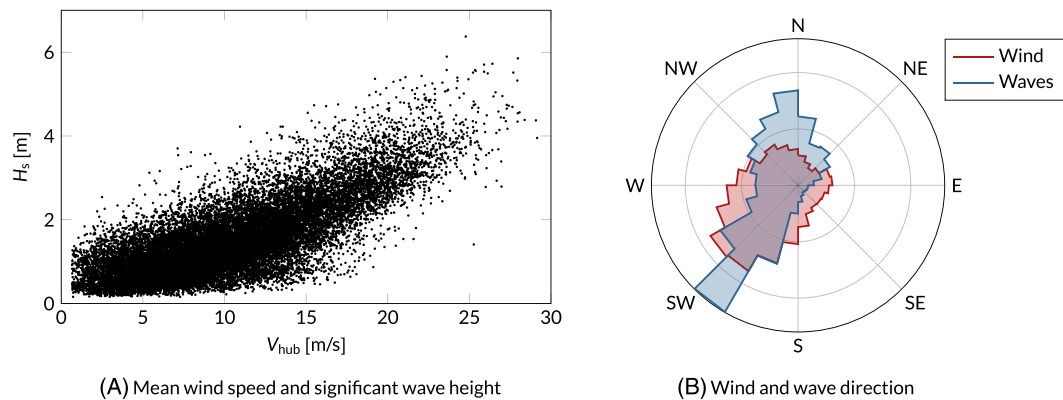 6
4
2
0
H_s [m]
0 5 10 15 20 25 30
V_hub [m/s]
(A) Mean wind speed and significant wave height
N
NW NE
W E
SW SE
S
Wind
Waves
(B) Wind and wave direction